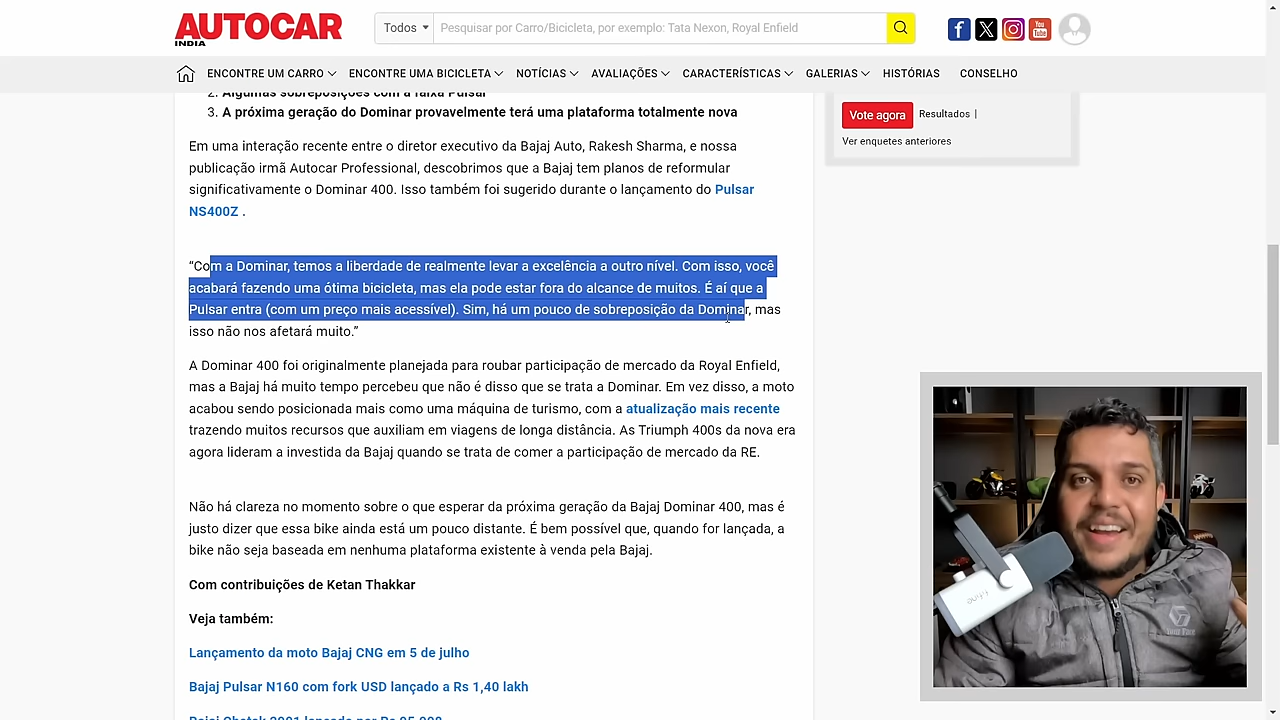 AUTOCAR
INDIA
Todos
Pesquisar por Carro/Bicicleta, por exemplo: Tata Nexon, Royal Enfield
ENCONTRE UM CARRO
ENCONTRE UMA BICICLETA
NOTÍCIAS
AVALIAÇÕES
CARACTERÍSTICAS
GALERIAS
HISTÓRIAS
CONSELHO
2. Algumas sobreposições com a faixa Pulsar
3. A próxima geração do Dominar provavelmente terá uma plataforma totalmente nova
Em uma interação recente entre o diretor executivo da Bajaj Auto, Rakesh Sharma, e nossa
publicação irmã Autocar Professional, descobrimos que a Bajaj tem planos de reformular
significativamente o Dominar 400. Isso também foi sugerido durante o lançamento do Pulsar
NS400Z .
“Com a Dominar, temos a liberdade de realmente levar a excelência a outro nível. Com isso, você
acabará fazendo uma ótima bicicleta, mas ela pode estar fora do alcance de muitos. É aí que a
Pulsar entra (com um preço mais acessível). Sim, há um pouco de sobreposição da Dominar, mas
isso não nos afetará muito.”
A Dominar 400 foi originalmente planejada para roubar participação de mercado da Royal Enfield,
mas a Bajaj há muito tempo percebeu que não é disso que se trata a Dominar. Em vez disso, a moto
acabou sendo posicionada mais como uma máquina de turismo, com a atualização mais recente
trazendo muitos recursos que auxiliam em viagens de longa distância. As Triumph 400s da nova era
agora lideram a investida da Bajaj quando se trata de comer a participação de mercado da RE.
Não há clareza no momento sobre o que esperar da próxima geração da Bajaj Dominar 400, mas é
justo dizer que essa bike ainda está um pouco distante. É bem possível que, quando for lançada, a
bike não seja baseada em nenhuma plataforma existente à venda pela Bajaj.
Com contribuições de Ketan Thakkar
Veja também:
Lançamento da moto Bajaj CNG em 5 de julho
Bajaj Pulsar N160 com fork USD lançado a Rs 1,40 lakh
Vote agora
Resultados |
Ver enquetes anteriores
You Tube
fifine